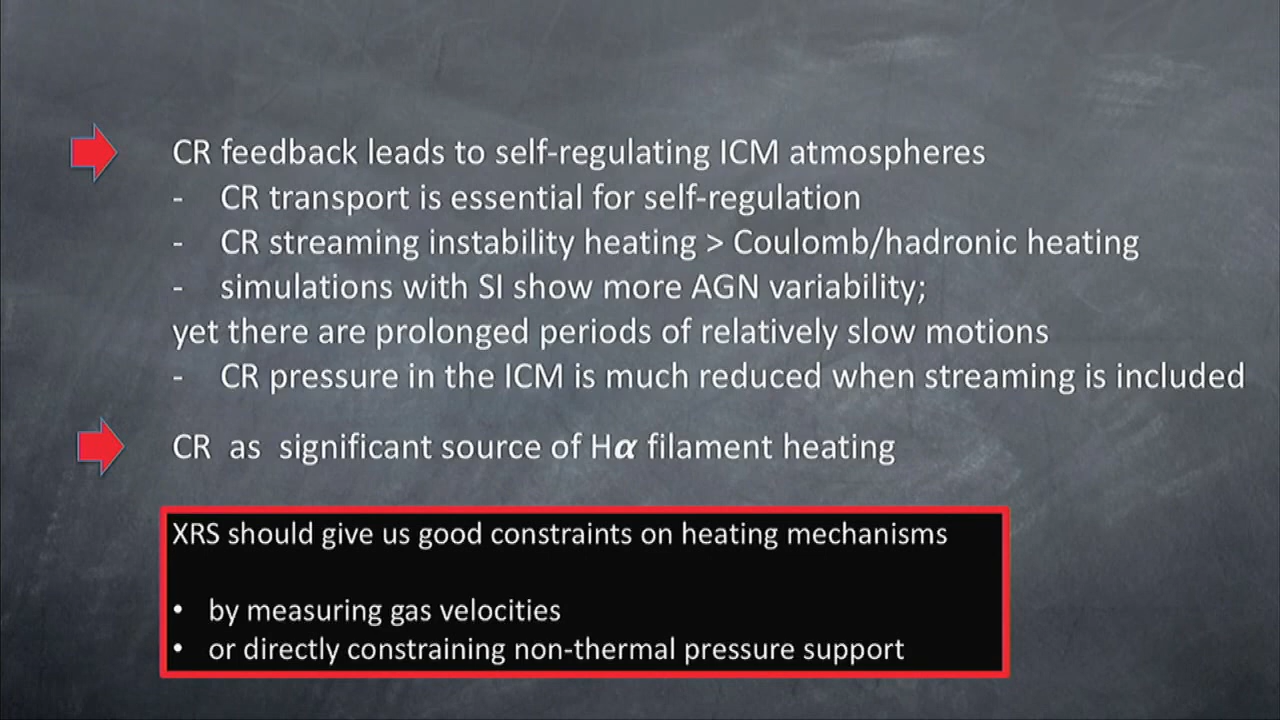 CR feedback leads to self-regulating ICM atmospheres
- CR transport is essential for self-regulation
- CR streaming instability heating > Coulomb/hadronic heating
- simulations with SI show more AGN variability;
yet there are prolonged periods of relatively slow motions
- CR pressure in the ICM is much reduced when streaming is included
CR as significant source of Hα filament heating
XRS should give us good constraints on heating mechanisms
• by measuring gas velocities
• or directly constraining non-thermal pressure support